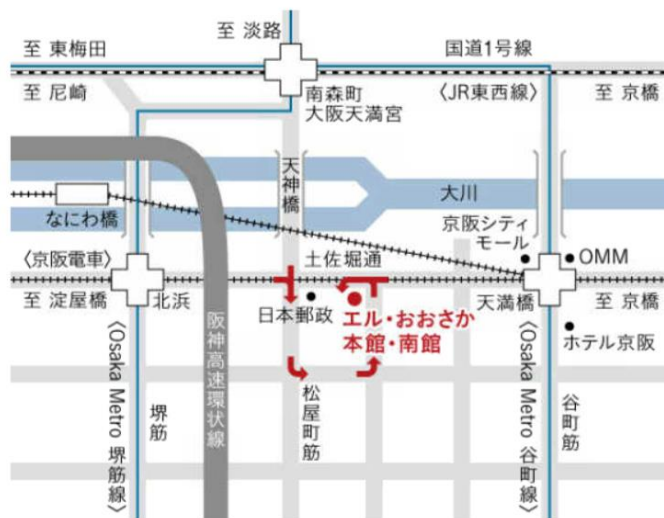 至 淡路
至 東梅田
国道1号線
至 尼崎
南森町
大阪天満宮
〈JR東西線〉
至 京橋
天神橋
大川
なにわ橋
京阪シティ
モール
OMM
〈京阪電車〉
土佐堀通
至 淀屋橋
北浜
日本郵政
エル・おおさか
本館・南館
天満橋
至 京橋
ホテル京阪
阪神高速環状線
〈Osaka Metro 堺筋線〉
堺筋
松屋町筋
〈Osaka Metro 谷町線〉
谷町筋